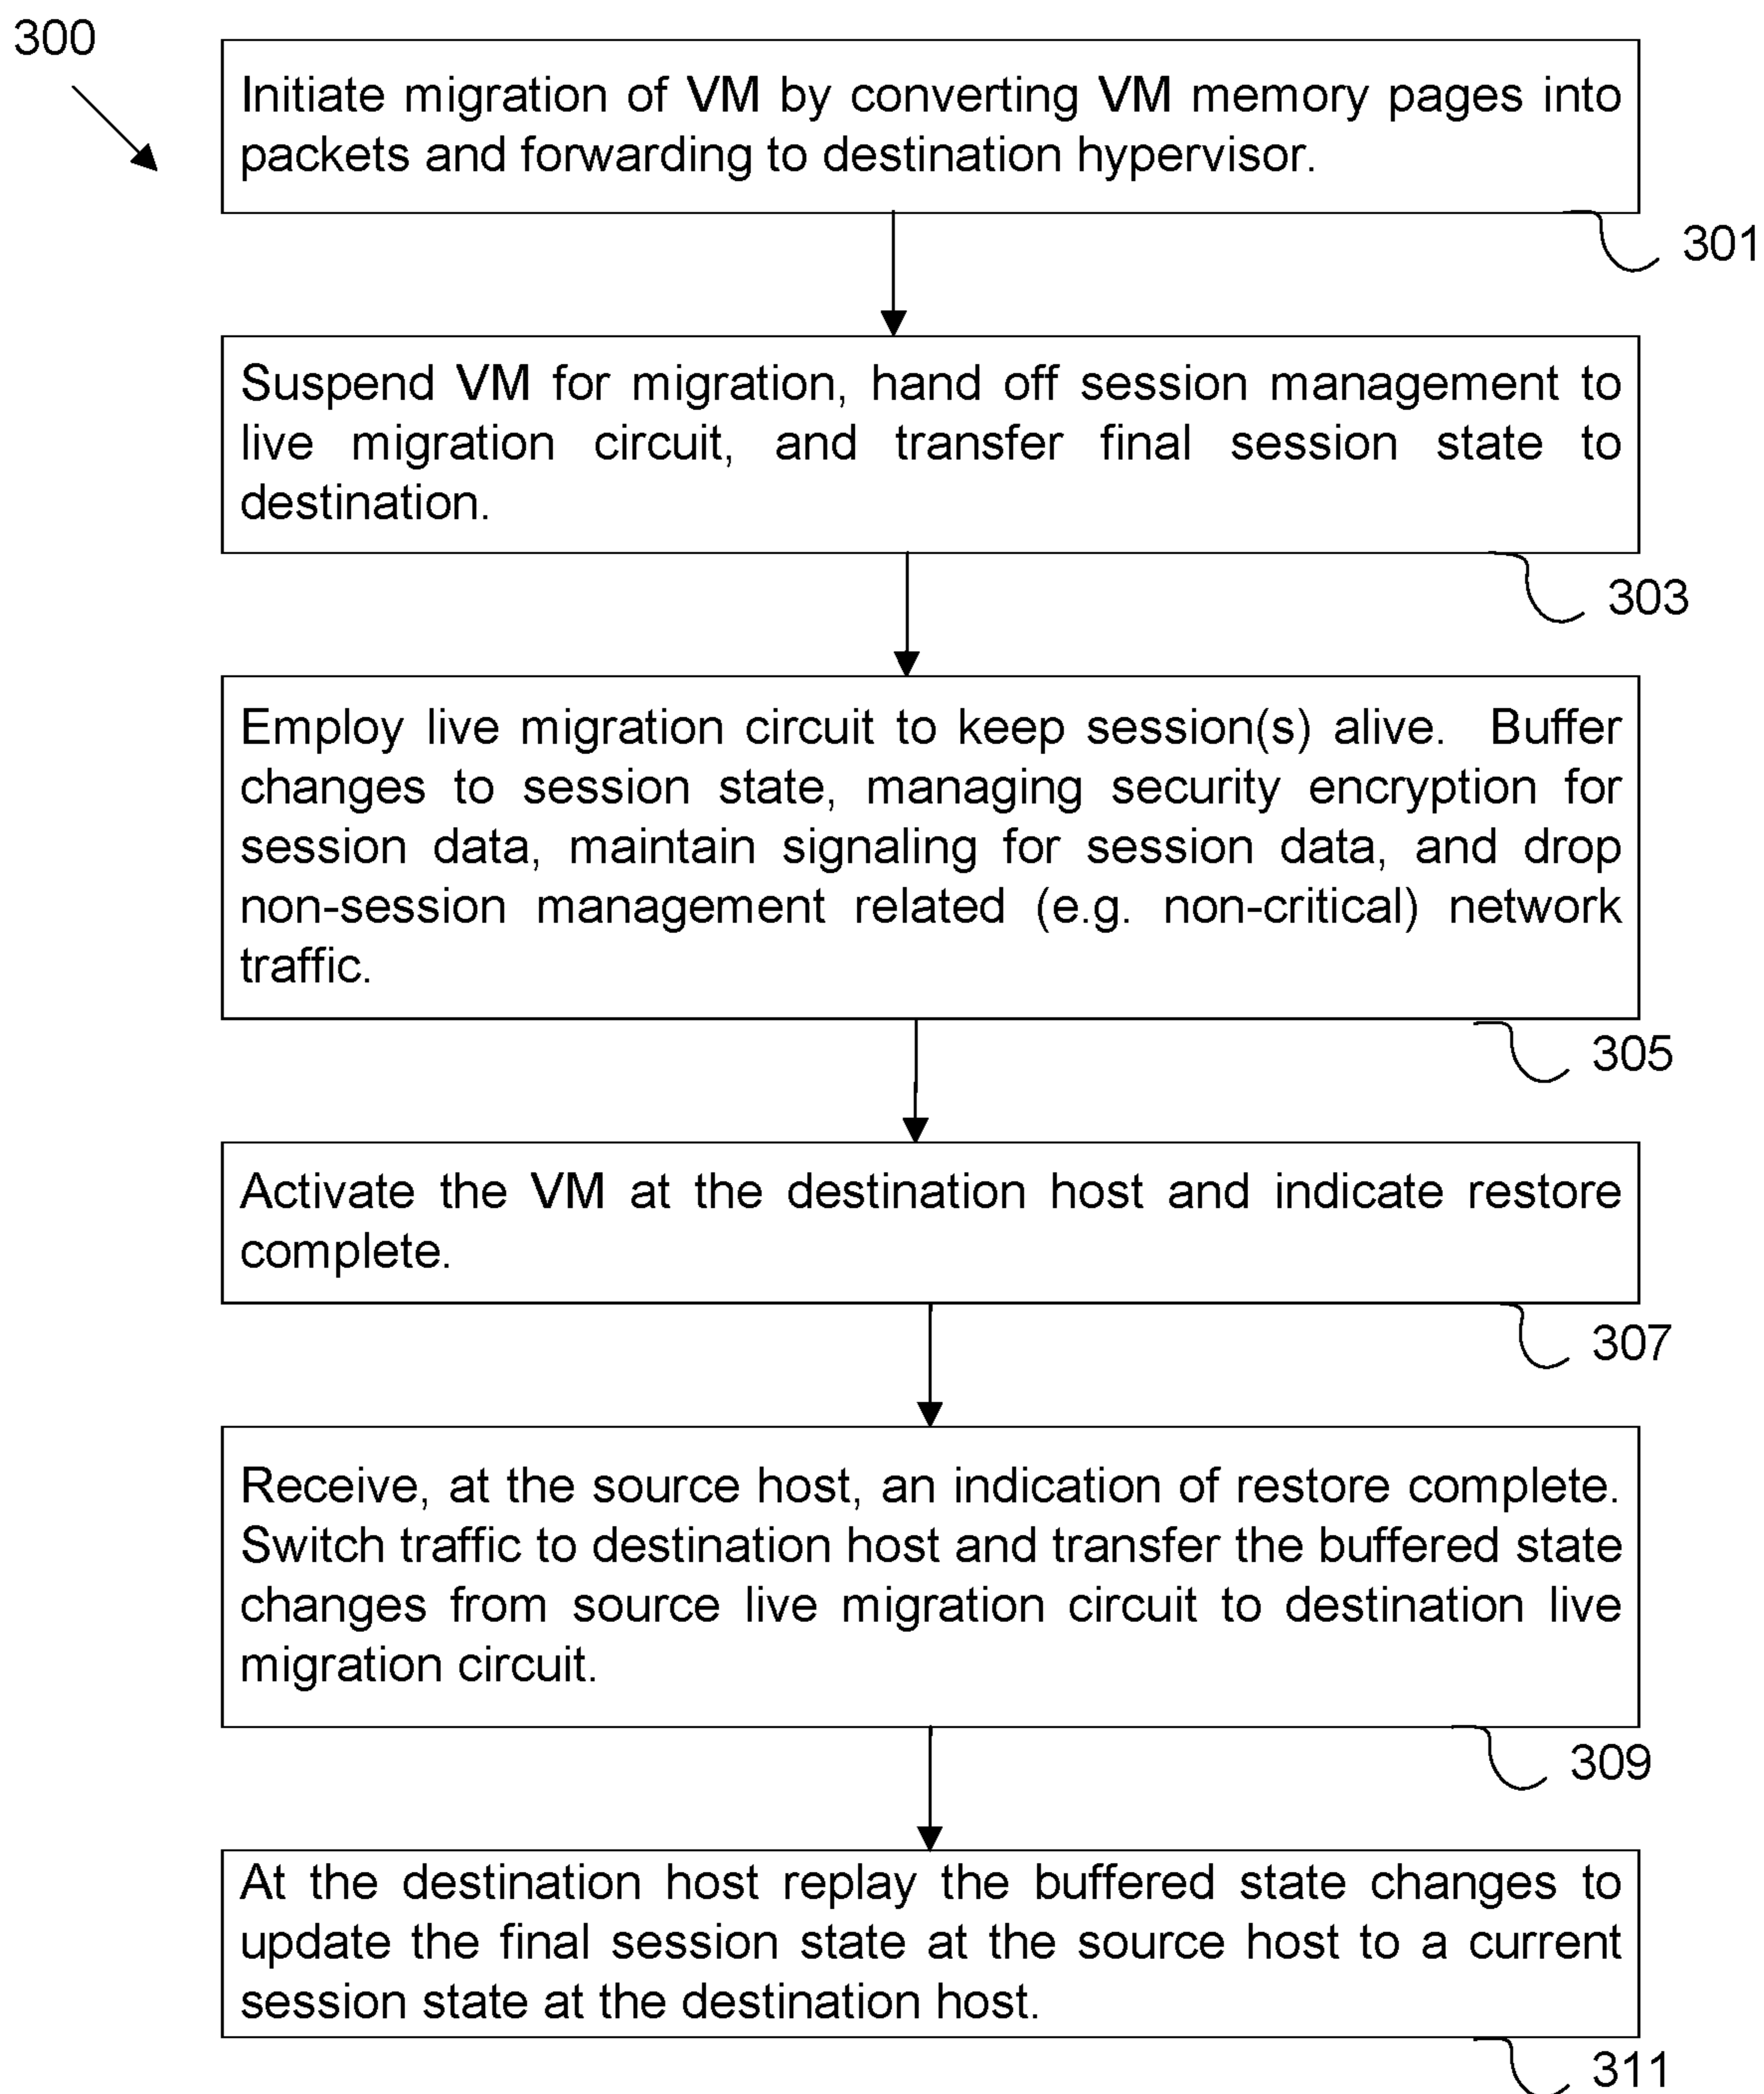 300
Initiate migration of VM by converting VM memory pages into
packets and forwarding to destination hypervisor.
301
Suspend VM for migration, hand off session management to
live migration circuit, and transfer final session state to
destination.
303
Employ live migration circuit to keep session(s) alive. Buffer
changes to session state, managing security encryption for
session data, maintain signaling for session data, and drop
non-session management related (e.g. non-critical) network
traffic.
305
Activate the VM at the destination host and indicate restore
complete.
307
Receive, at the source host, an indication of restore complete.
Switch traffic to destination host and transfer the buffered state
changes from source live migration circuit to destination live
migration circuit.
309
At the destination host replay the buffered state changes to
update the final session state at the source host to a current
session state at the destination host.
311